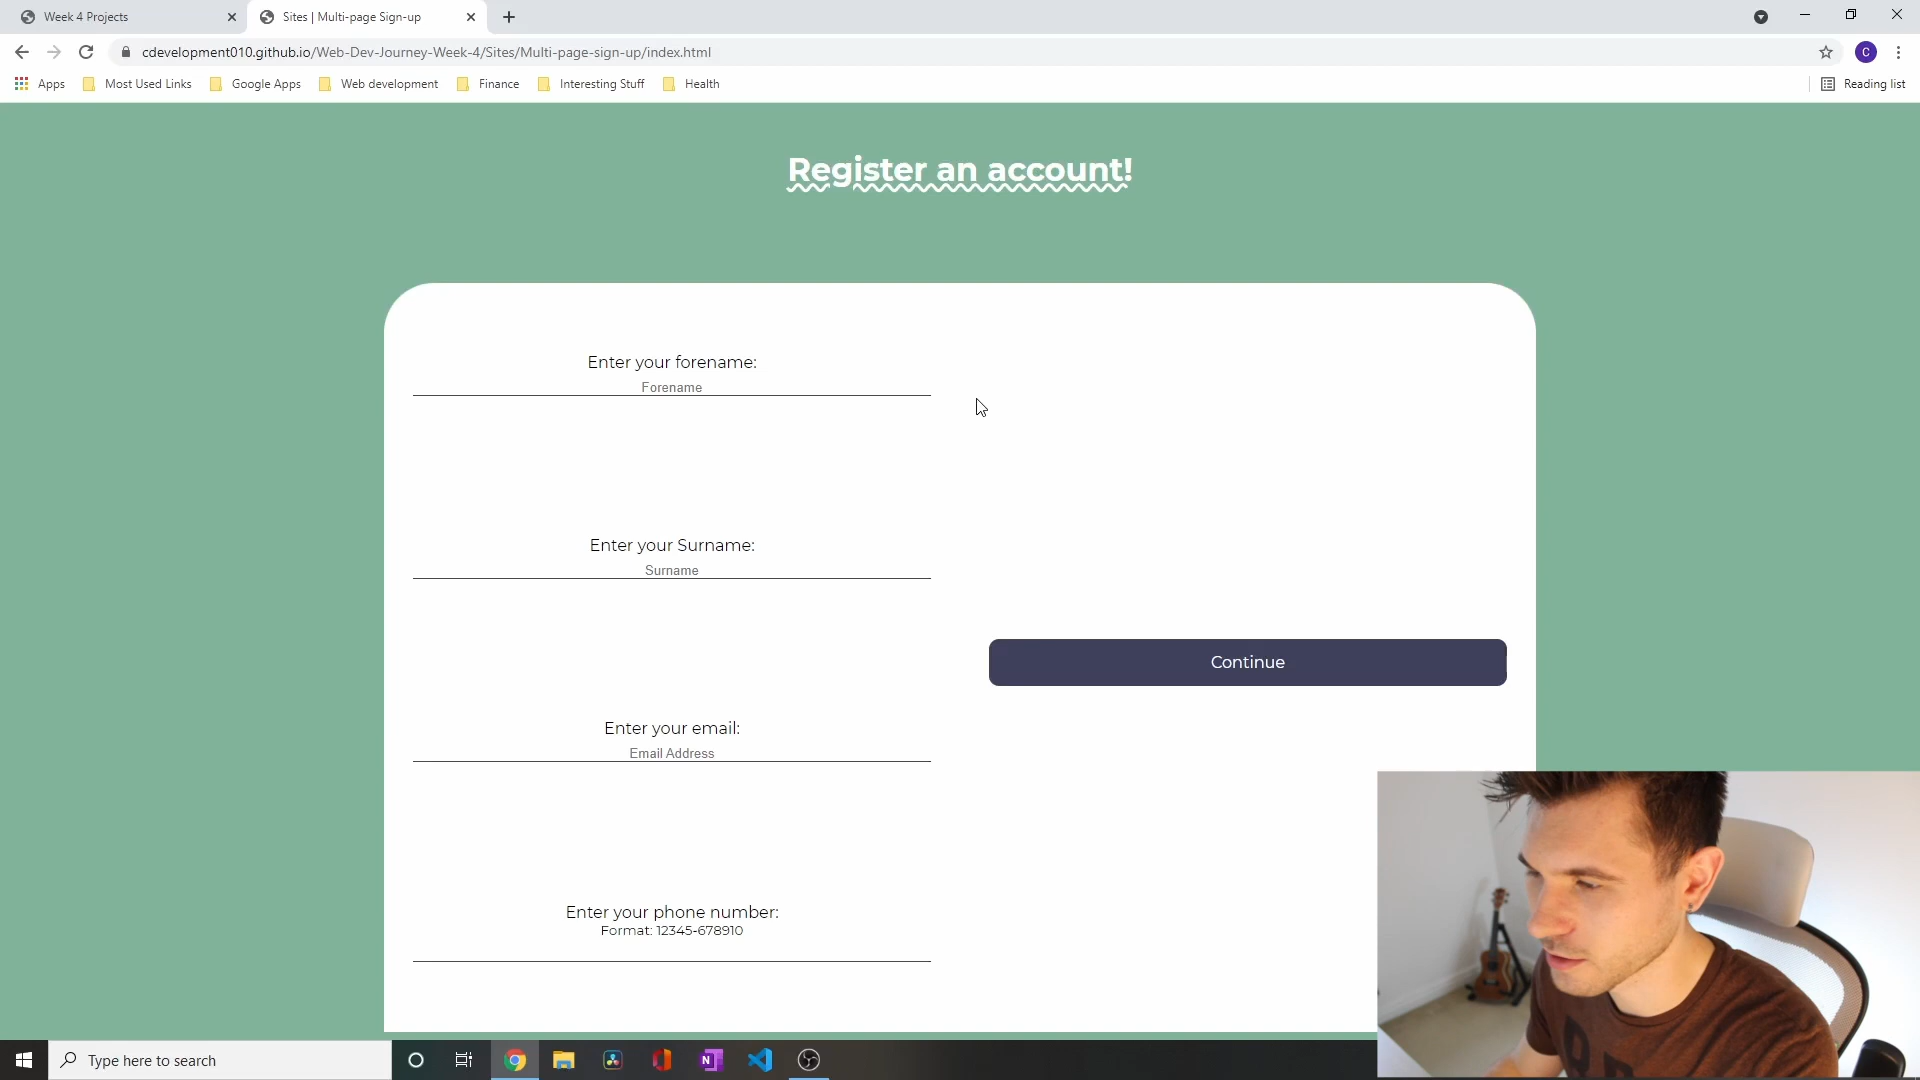 Week 4 Projects
Sites | Multi-page Sign-up
cdevelopment010.github.io/Web-Dev-Journey-Week-4/Sites/Multi-page-sign-up/index.html
C
Apps
Most Used Links
Google Apps
Web development
Finance
Interesting Stuff
Health
Reading list
Register an account!
Enter your forename:
Forename
Enter your Surname:
Surname
Continue
Enter your email:
Email Address
Enter your phone number:
Format: 12345-678910
Type here to search
N